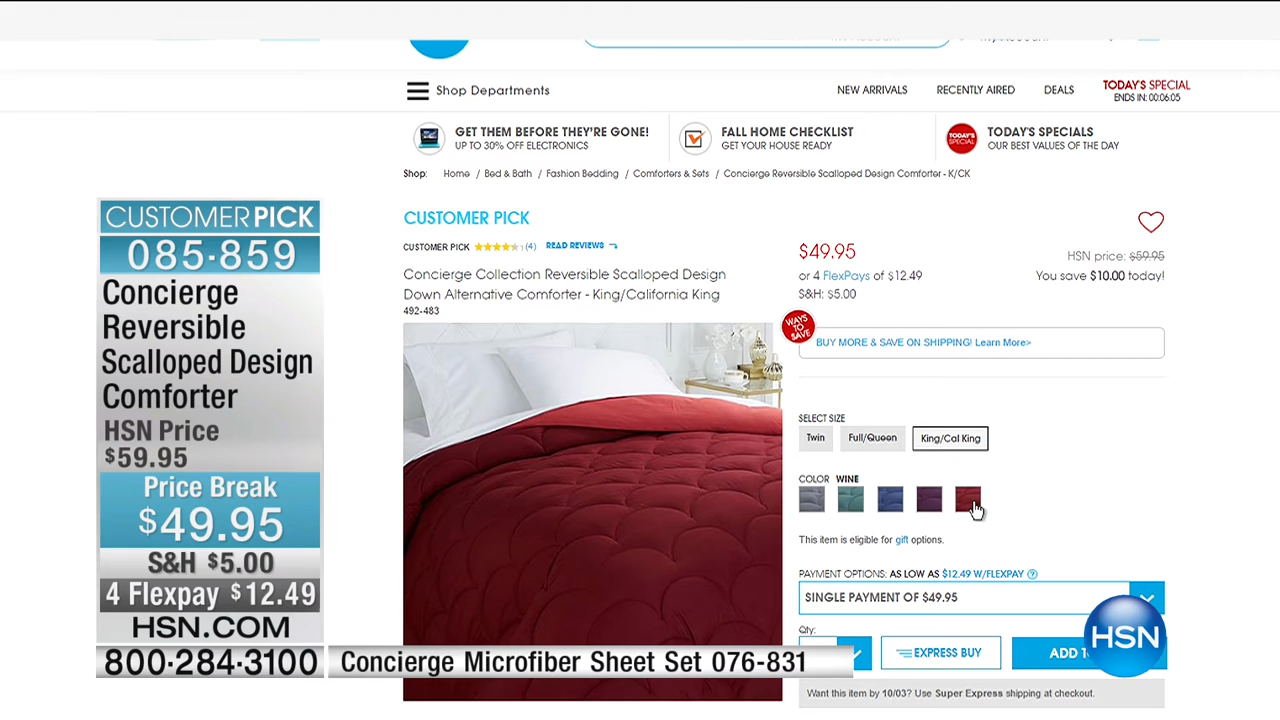 Shop Departments
NEW ARRIVALS
RECENTLY AIRED
DEALS
TODAY'S SPECIAL
ENDS IN: 00:06:05
GET THEM BEFORE THEY'RE GONE!
UP TO 30% OFF ELECTRONICS
FALL HOME CHECKLIST
GET YOUR HOUSE READY
TODAY'S SPECIAL
TODAY'S SPECIALS
OUR BEST VALUES OF THE DAY
Shop: Home / Bed & Bath / Fashion Bedding / Comforters & Sets / Concierge Reversible Scalloped Design Comforter - K/CK
CUSTOMER PICK
085-859
Concierge
Reversible
Scalloped Design
Comforter
HSN Price
$59.95
Price Break
$49.95
S&H $5.00
4 Flexpay $12.49
HSN.COM
800-284-3100
CUSTOMER PICK
CUSTOMER PICK (4) READ REVIEWS
Concierge Collection Reversible Scalloped Design
Down Alternative Comforter - King/California King
492-483
$49.95
HSN price: $59.95
or 4 FlexPays of $12.49
You save $10.00 today!
S&H: $5.00
WAYS
TO
SAVE
BUY MORE & SAVE ON SHIPPING! Learn More>
SELECT SIZE
Twin
Full/Queen
King/Cal King
COLOR WINE
This item is eligible for gift options.
PAYMENT OPTIONS: AS LOW AS $12.49 W/FLEXPAY ?
SINGLE PAYMENT OF $49.95
Qty:
EXPRESS BUY
ADD
HSN
Concierge Microfiber Sheet Set 076-831
Want this item by 10/03? Use Super Express shipping at checkout.